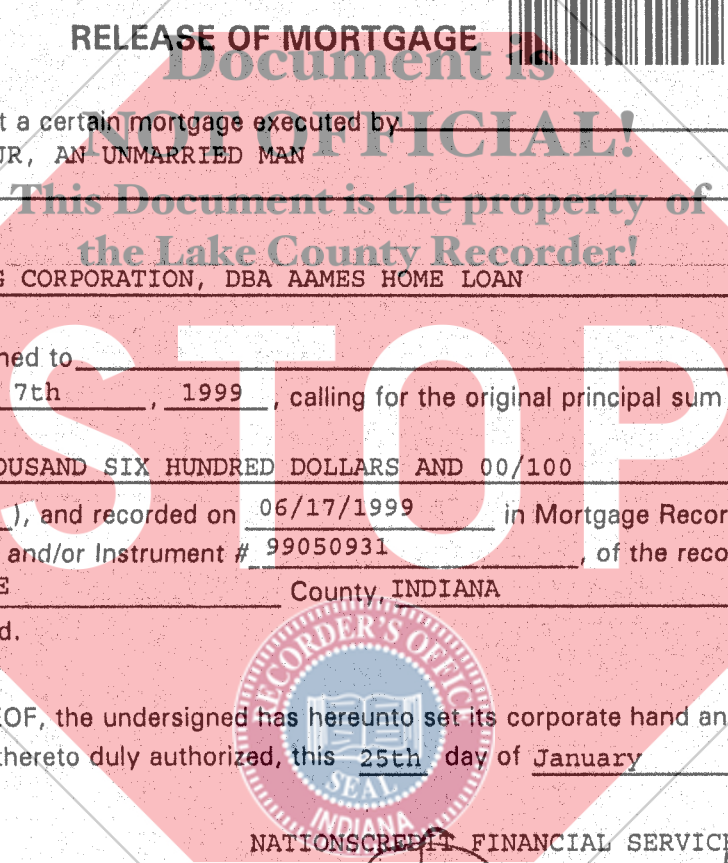 RELEASE OF MORTGAGE
Document is
t a certain mortgage executed by
NOT OFFICIAL!
JR, AN UNMARRIED MAN
This Document is the property of
the Lake County Recorder!
G CORPORATION, DBA AAMES HOME LOAN
STOP
ned to
7th , 1999 , calling for the original principal sum
OUSAND SIX HUNDRED DOLLARS AND 00/100
), and recorded on 06/17/1999 in Mortgage Recor
and/or Instrument # 99050931 , of the reco
E County, INDIANA
d.
RECORDER'S OFFICE
EOF, the undersigned has hereunto set its corporate hand an
thereto duly authorized, this 25th day of January
SEAL
INDIANA
NATIONSCREDIT FINANCIAL SERVIC